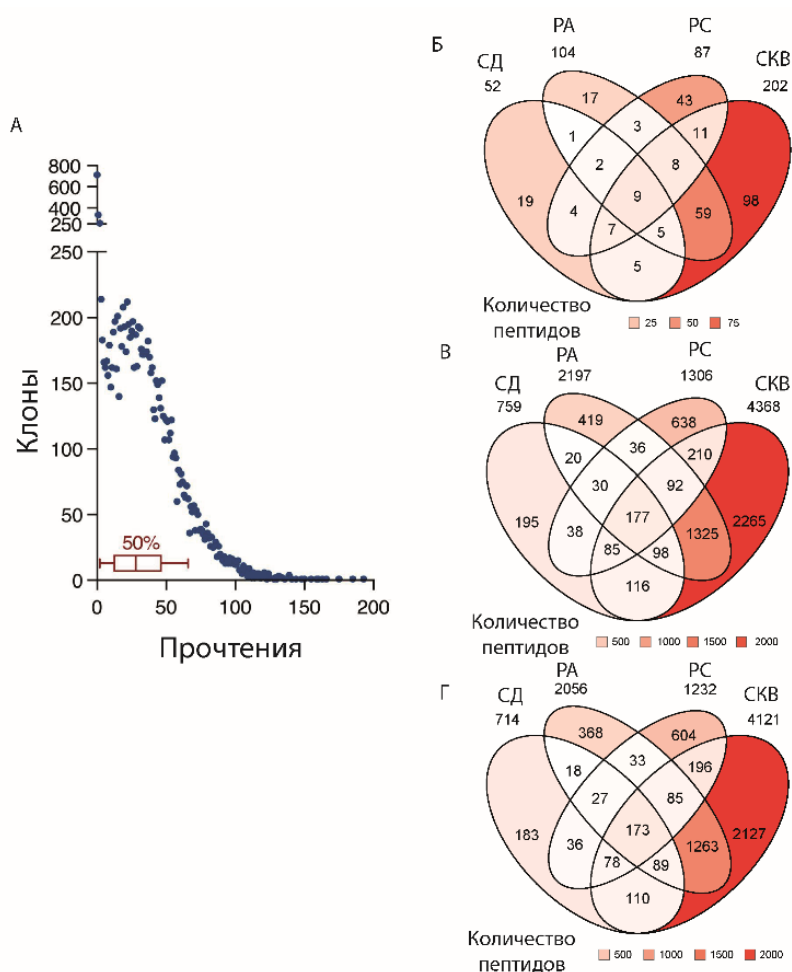 А
800
600
400
250
250
200
150
100
50
0
Клоны
50%
0 50 100 150 200
Прочтения
Б
СД
52
РА
104
РС
87
СКВ
202
17 43
1 3 11
2 8
19 9 98
4 59
7 5
5
Количество
пептидов
25 50 75
В
СД
759
РА
2197
РС
1306
СКВ
4368
419 638
20 36 210
30 92
195 177 2265
38 1325
85 98
116
Количество
пептидов
500 1000 1500 2000
Г
СД
714
РА
2056
РС
1232
СКВ
4121
368 604
18 33 196
27 85
183 173 2127
36 1263
78 89
110
Количество
пептидов
500 1000 1500 2000